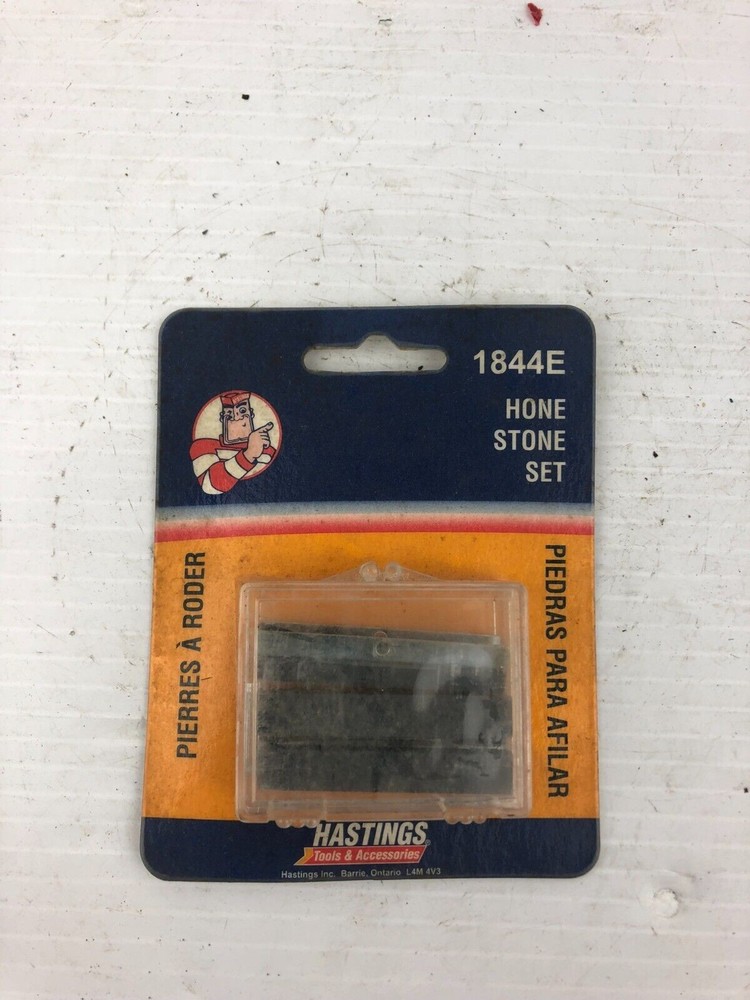 1844E
HONE
STONE
SET
PIERRES À RODER
PIEDRAS PARA AFILAR
HASTINGS®
Tools & Accessories
Hastings Inc. Barrie, Ontario L4M 4V3